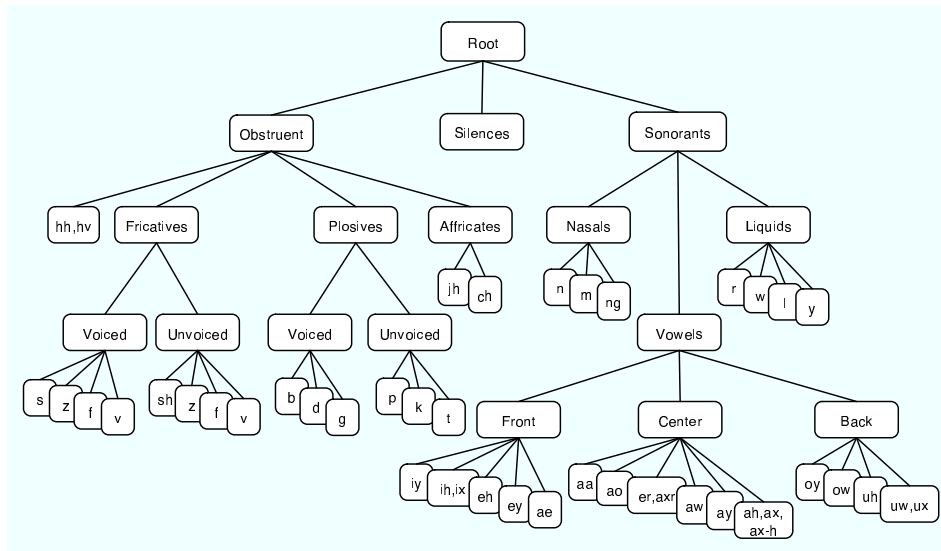 Root
Obstruent
Silences
Sonorants
hh,hv
Fricatives
Plosives
Affricates
Nasals
Liquids
jh
ch
n
m
ng
r
w
l
y
Voiced
Unvoiced
Voiced
Unvoiced
Vowels
s
z
f
v
sh
z
f
v
b
d
g
p
k
t
Front
Center
Back
iy
ih,ix
eh
ey
ae
aa
ao
er,axr
aw
ay
ah,ax,
ax-h
oy
ow
uh
uw,ux